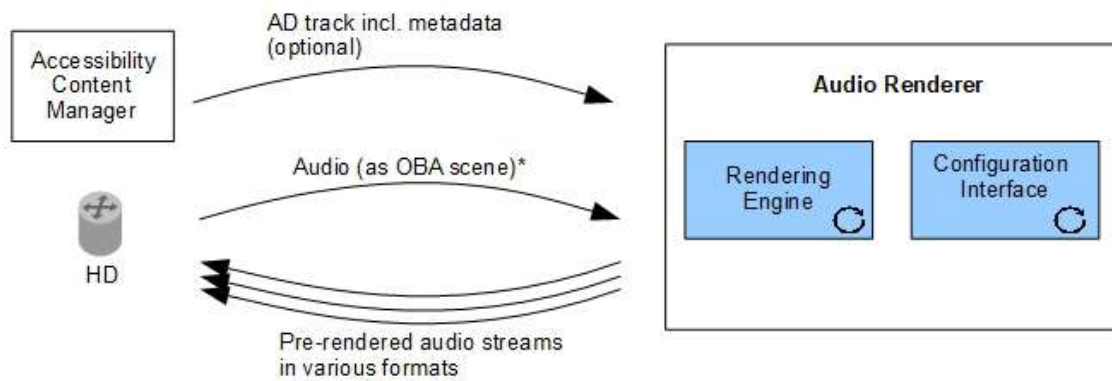 AD track incl. metadata
(optional)
Accessibility
Content
Manager
Audio Renderer
Audio (as OBA scene)*
Rendering
Engine
Configuration
Interface
HD
Pre-rendered audio streams
in various formats